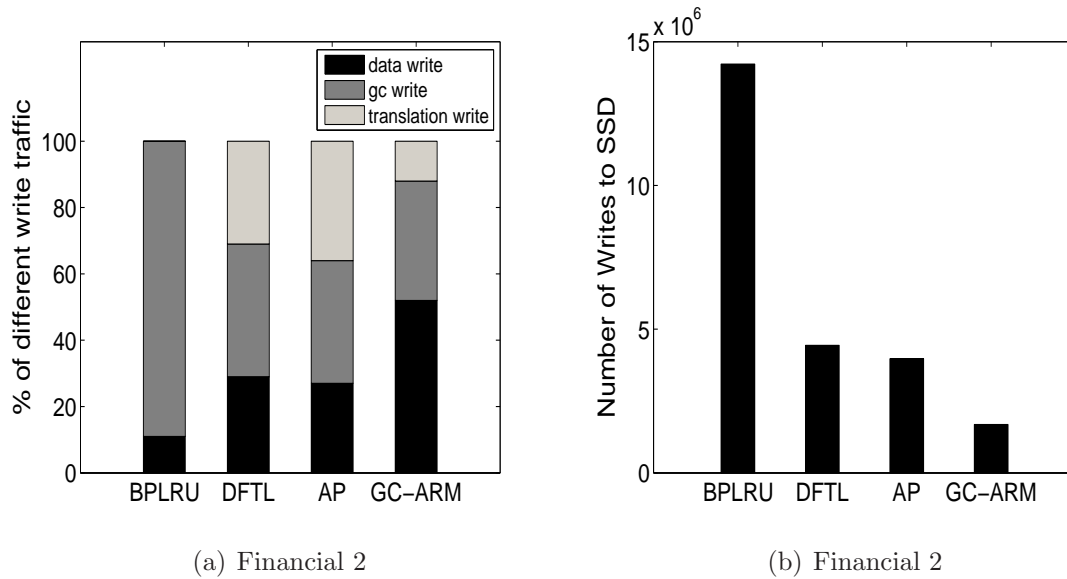 % of different write traffic
100
80
60
40
20
0
data write
gc write
translation write
BPLRU DFTL AP GC−ARM
(a) Financial 2
Number of Writes to SSD
x 10^6
15
10
5
0
BPLRU DFTL AP GC−ARM
(b) Financial 2